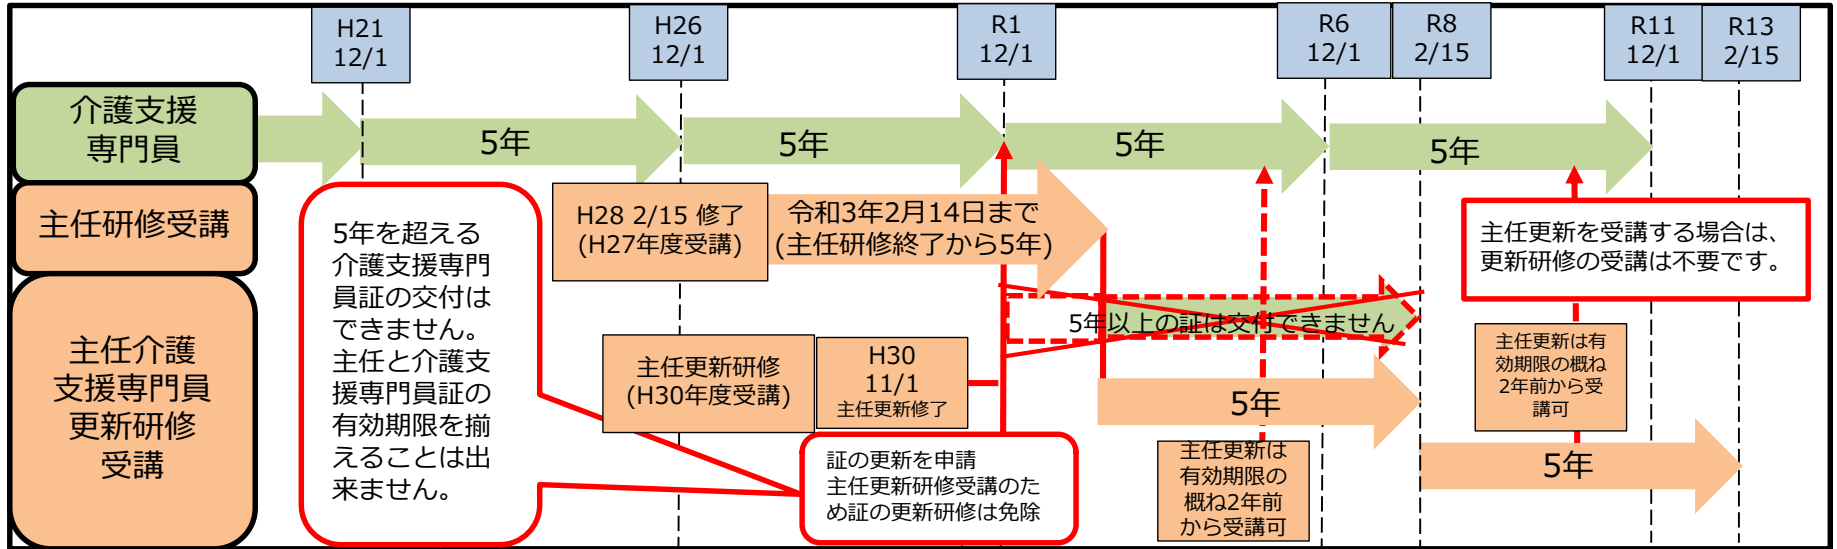 H21
12/1
H26
12/1
R1
12/1
R6
12/1
R8
2/15
R11
12/1
R13
2/15
介護支援
専門員
5年
5年
5年
5年
主任研修受講
H28 2/15 修了
(H27年度受講)
令和3年2月14日まで
(主任研修終了から5年)
主任更新を受講する場合は、
更新研修の受講は不要です。
5年を超える
介護支援専門
員証の交付は
できません。
主任と介護支
援専門員証の
有効期限を揃
えることは出
来ません。
5年以上の証は交付できません
主任介護
支援専門員
更新研修
受講
主任更新研修
(H30年度受講)
H30
11/1
主任更新修了
5年
主任更新は有
効期限の概ね
2年前から受
講可
証の更新を申請
主任更新研修受講のた
め証の更新研修は免除
主任更新は
有効期限の
概ね2年前
から受講可
5年